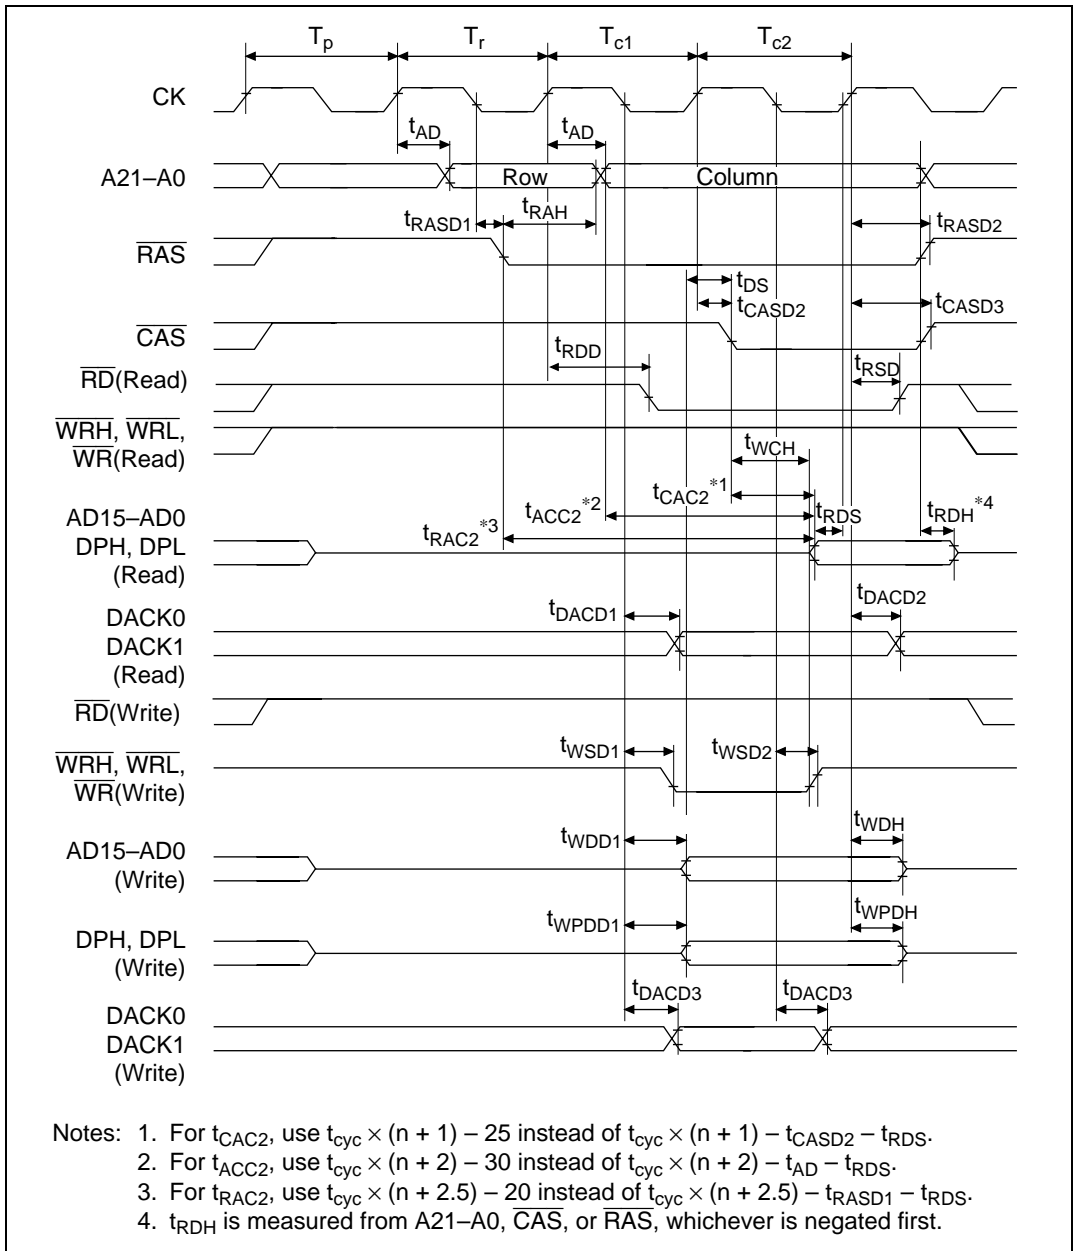 Tp Tr Tc1 Tc2
CK
tAD tAD
A21–A0 Row Column
tRASD1 tRAH tRASD2
RAS
tDS
tCASD2 tCASD3
CAS
tRDD tRSD
RD(Read)
WRH, WRL,
WR(Read)
tWCH
tCAC2*1
tACC2*2 tRDS tRDH*4
tRAC2*3
AD15–AD0
DPH, DPL
(Read)
tDACD1 tDACD2
DACK0
DACK1
(Read)
RD(Write)
tWSD1 tWSD2
WRH, WRL,
WR(Write)
tWDD1 tWDH
AD15–AD0
(Write)
tWPDD1 tWPDH
DPH, DPL
(Write)
tDACD3 tDACD3
DACK0
DACK1
(Write)
Notes: 1. For tCAC2, use tcyc × (n + 1) – 25 instead of tcyc × (n + 1) – tCASD2 – tRDS.
2. For tACC2, use tcyc × (n + 2) – 30 instead of tcyc × (n + 2) – tAD – tRDS.
3. For tRAC2, use tcyc × (n + 2.5) – 20 instead of tcyc × (n + 2.5) – tRASD1 – tRDS.
4. tRDH is measured from A21–A0, CAS, or RAS, whichever is negated first.